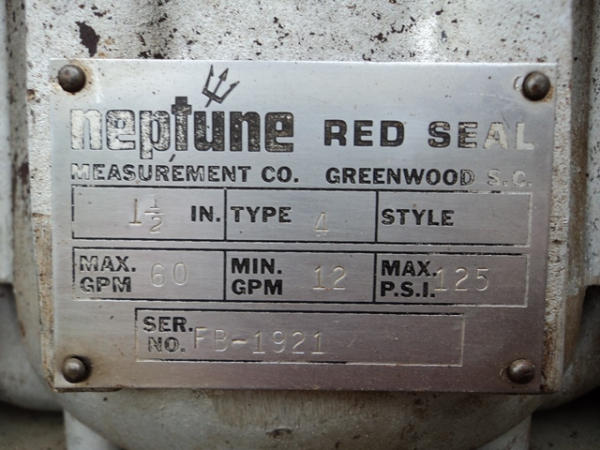 neptune RED SEAL
MEASUREMENT CO. GREENWOOD S.C.
1½ IN. TYPE 4 STYLE
MAX. GPM 60 MIN. GPM 12 MAX. P.S.I. 125
SER. NO. FB-1921